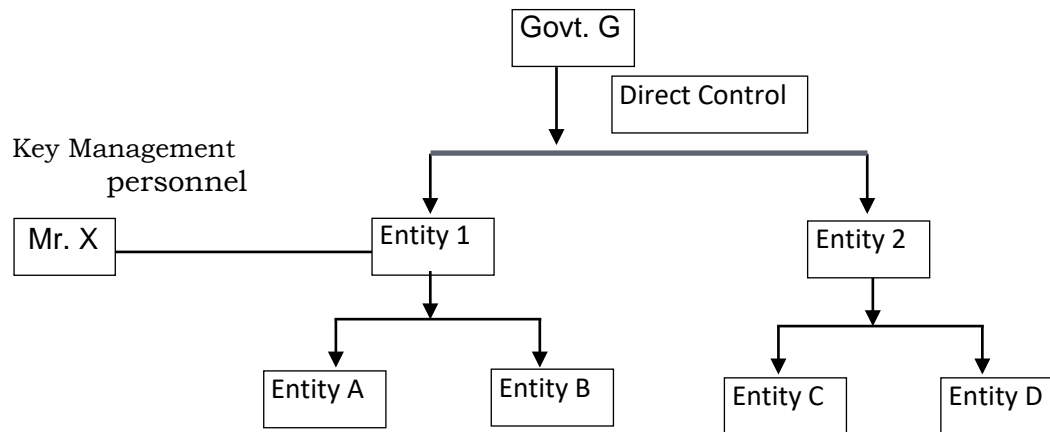 Govt. G
Direct Control
Key Management
personnel
Mr. X
Entity 1
Entity 2
Entity A
Entity B
Entity C
Entity D